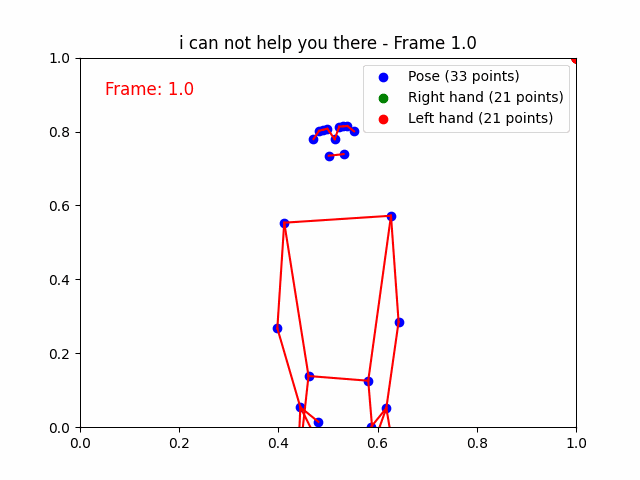 i can not help you there - Frame 1.0
Frame: 1.0
Pose (33 points)
Right hand (21 points)
Left hand (21 points)
1.0
0.8
0.6
0.4
0.2
0.0
0.0 0.2 0.4 0.6 0.8 1.0